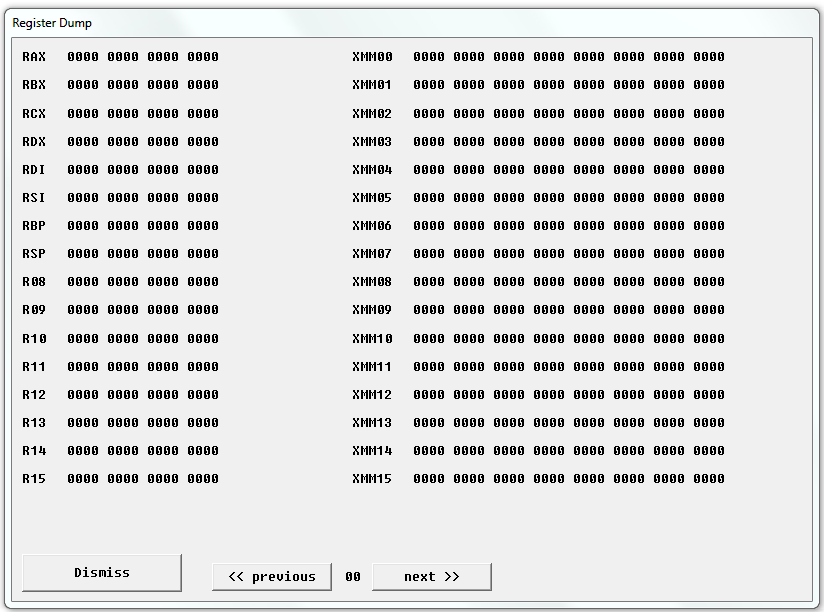 Register Dump
RAX 0000 0000 0000 0000 XMM00 0000 0000 0000 0000 0000 0000 0000 0000
RBX 0000 0000 0000 0000 XMM01 0000 0000 0000 0000 0000 0000 0000 0000
RCX 0000 0000 0000 0000 XMM02 0000 0000 0000 0000 0000 0000 0000 0000
RDX 0000 0000 0000 0000 XMM03 0000 0000 0000 0000 0000 0000 0000 0000
RDI 0000 0000 0000 0000 XMM04 0000 0000 0000 0000 0000 0000 0000 0000
RSI 0000 0000 0000 0000 XMM05 0000 0000 0000 0000 0000 0000 0000 0000
RBP 0000 0000 0000 0000 XMM06 0000 0000 0000 0000 0000 0000 0000 0000
RSP 0000 0000 0000 0000 XMM07 0000 0000 0000 0000 0000 0000 0000 0000
R08 0000 0000 0000 0000 XMM08 0000 0000 0000 0000 0000 0000 0000 0000
R09 0000 0000 0000 0000 XMM09 0000 0000 0000 0000 0000 0000 0000 0000
R10 0000 0000 0000 0000 XMM10 0000 0000 0000 0000 0000 0000 0000 0000
R11 0000 0000 0000 0000 XMM11 0000 0000 0000 0000 0000 0000 0000 0000
R12 0000 0000 0000 0000 XMM12 0000 0000 0000 0000 0000 0000 0000 0000
R13 0000 0000 0000 0000 XMM13 0000 0000 0000 0000 0000 0000 0000 0000
R14 0000 0000 0000 0000 XMM14 0000 0000 0000 0000 0000 0000 0000 0000
R15 0000 0000 0000 0000 XMM15 0000 0000 0000 0000 0000 0000 0000 0000
Dismiss << previous 00 next >>